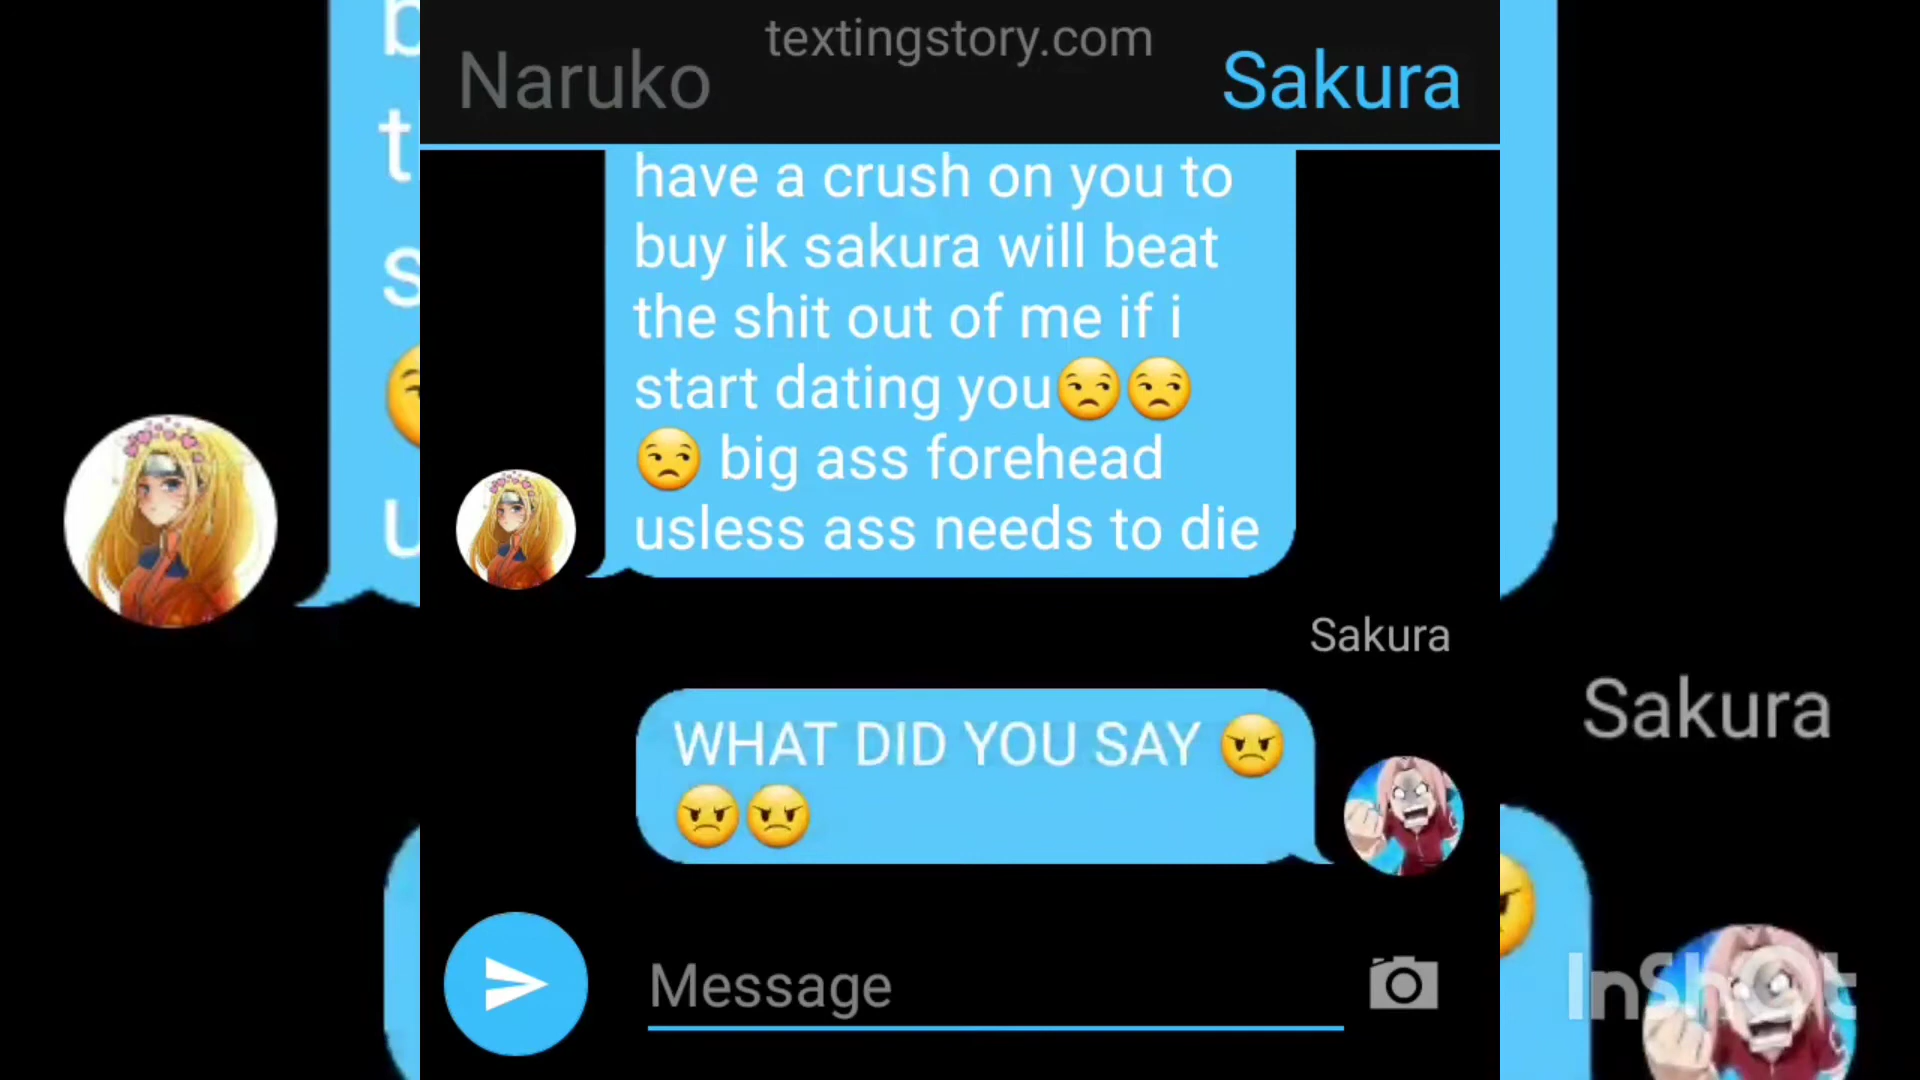 textingstory.com
Naruko
Sakura
have a crush on you to
buy ik sakura will beat
the shit out of me if i
start dating you😒😒
😒 big ass forehead
usless ass needs to die
Sakura
WHAT DID YOU SAY 😠
😠😠
Message
b
t
s
u
Sakura
InShot